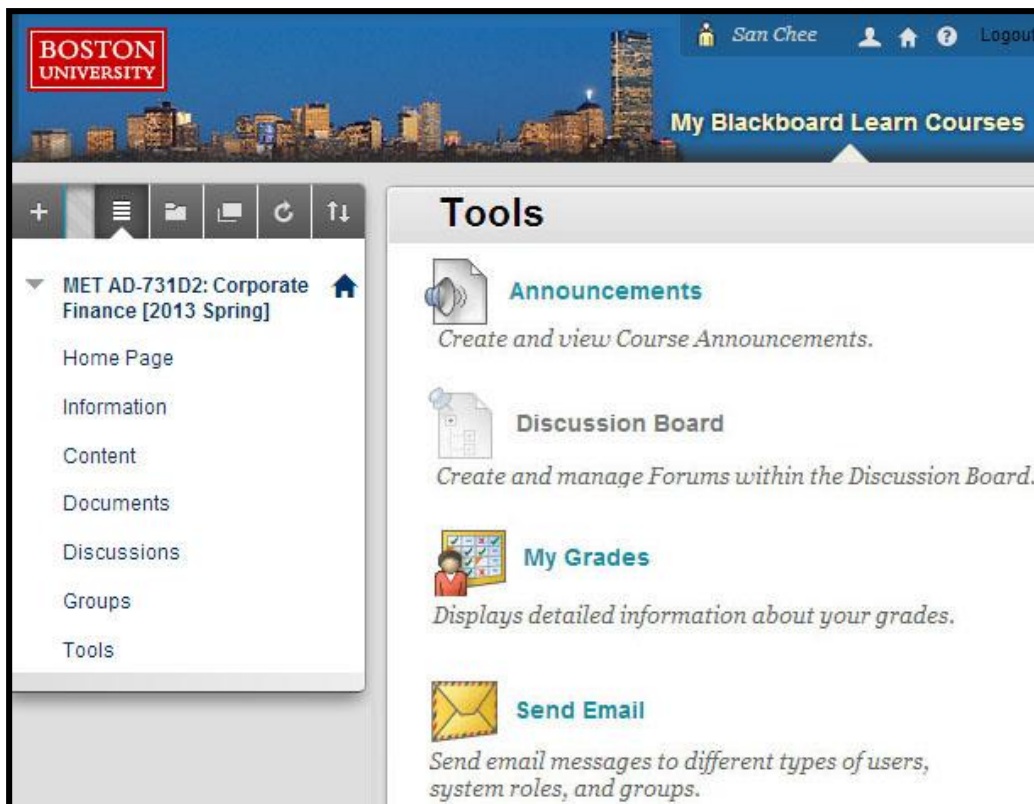 BOSTON
UNIVERSITY
San Chee
Logout
My Blackboard Learn Courses
MET AD-731D2: Corporate
Finance [2013 Spring]
Home Page
Information
Content
Documents
Discussions
Groups
Tools
Tools
Announcements
Create and view Course Announcements.
Discussion Board
Create and manage Forums within the Discussion Board.
My Grades
Displays detailed information about your grades.
Send Email
Send email messages to different types of users,
system roles, and groups.